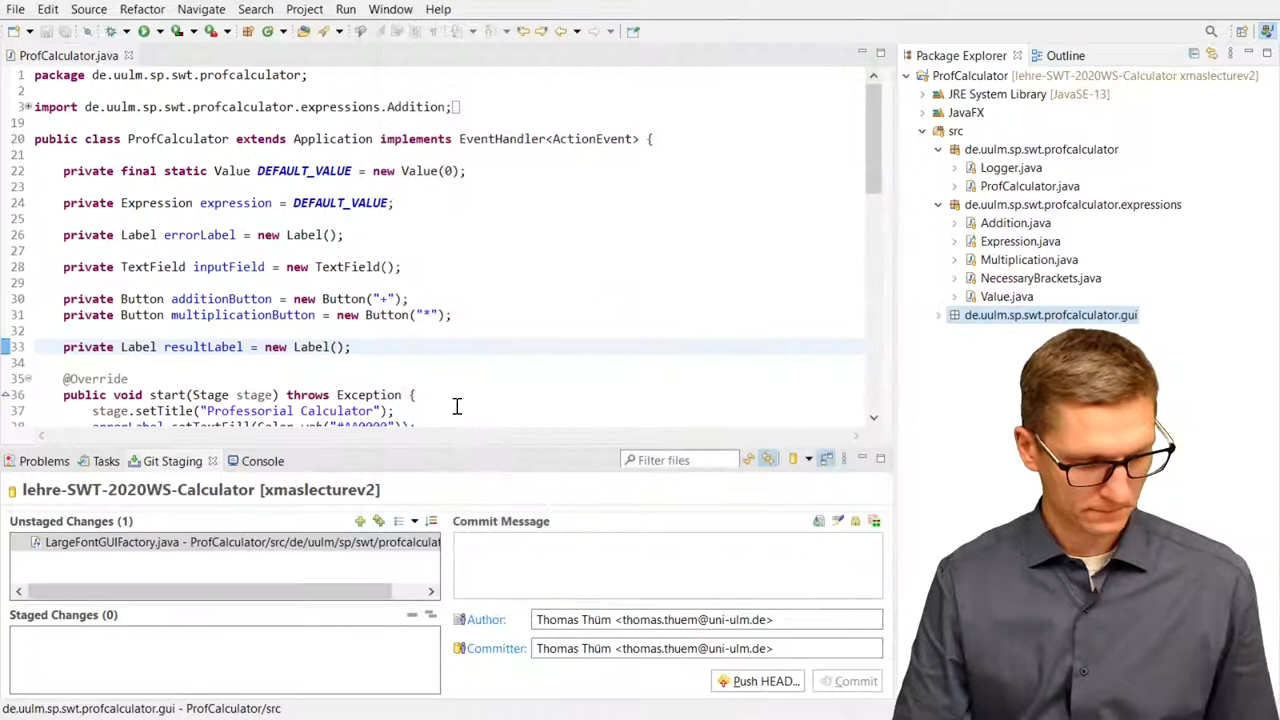 File Edit Source Refactor Navigate Search Project Run Window Help
ProfCalculator.java
1 package de.uulm.sp.swt.profcalculator;
2
3 import de.uulm.sp.swt.profcalculator.expressions.Addition;
19
20 public class ProfCalculator extends Application implements EventHandler<ActionEvent> {
21
22 private final static Value DEFAULT_VALUE = new Value(0);
23
24 private Expression expression = DEFAULT_VALUE;
25
26 private Label errorLabel = new Label();
27
28 private TextField inputField = new TextField();
29
30 private Button additionButton = new Button("+");
31 private Button multiplicationButton = new Button("*");
32
33 private Label resultLabel = new Label();
34
35 @Override
36 public void start(Stage stage) throws Exception {
37 stage.setTitle("Professorial Calculator");
38 errorLabel.setTextFill(Color.web("#AA0000"));
Package Explorer Outline
ProfCalculator [lehre-SWT-2020WS-Calculator xmaslecturev2]
JRE System Library [JavaSE-13]
JavaFX
src
de.uulm.sp.swt.profcalculator
Logger.java
ProfCalculator.java
de.uulm.sp.swt.profcalculator.expressions
Addition.java
Expression.java
Multiplication.java
NecessaryBrackets.java
Value.java
de.uulm.sp.swt.profcalculator.gui
Problems Tasks Git Staging Console Filter files
lehre-SWT-2020WS-Calculator [xmaslecturev2]
Unstaged Changes (1)
LargeFontGUIFactory.java - ProfCalculator/src/de/uulm/sp/swt/profcalculat
Staged Changes (0)
Commit Message
Author: Thomas Thüm <thomas.thuem@uni-ulm.de>
Committer: Thomas Thüm <thomas.thuem@uni-ulm.de>
Push HEAD... Commit
de.uulm.sp.swt.profcalculator.gui - ProfCalculator/src